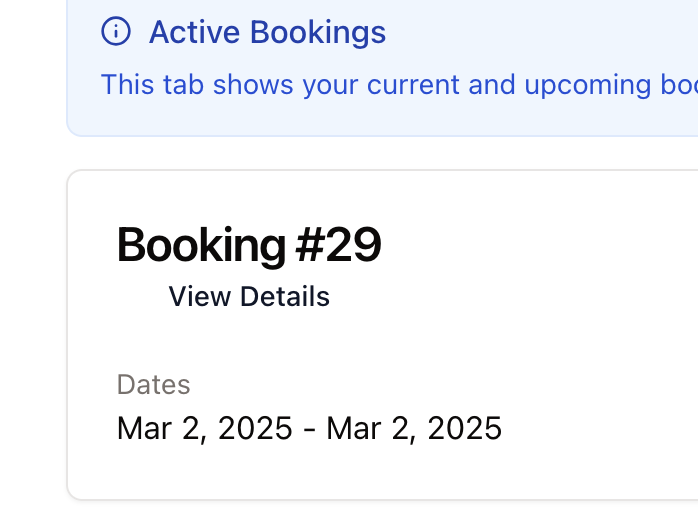 Active Bookings
This tab shows your current and upcoming
Booking #29
View Details
Dates
Mar 2, 2025 - Mar 2, 2025